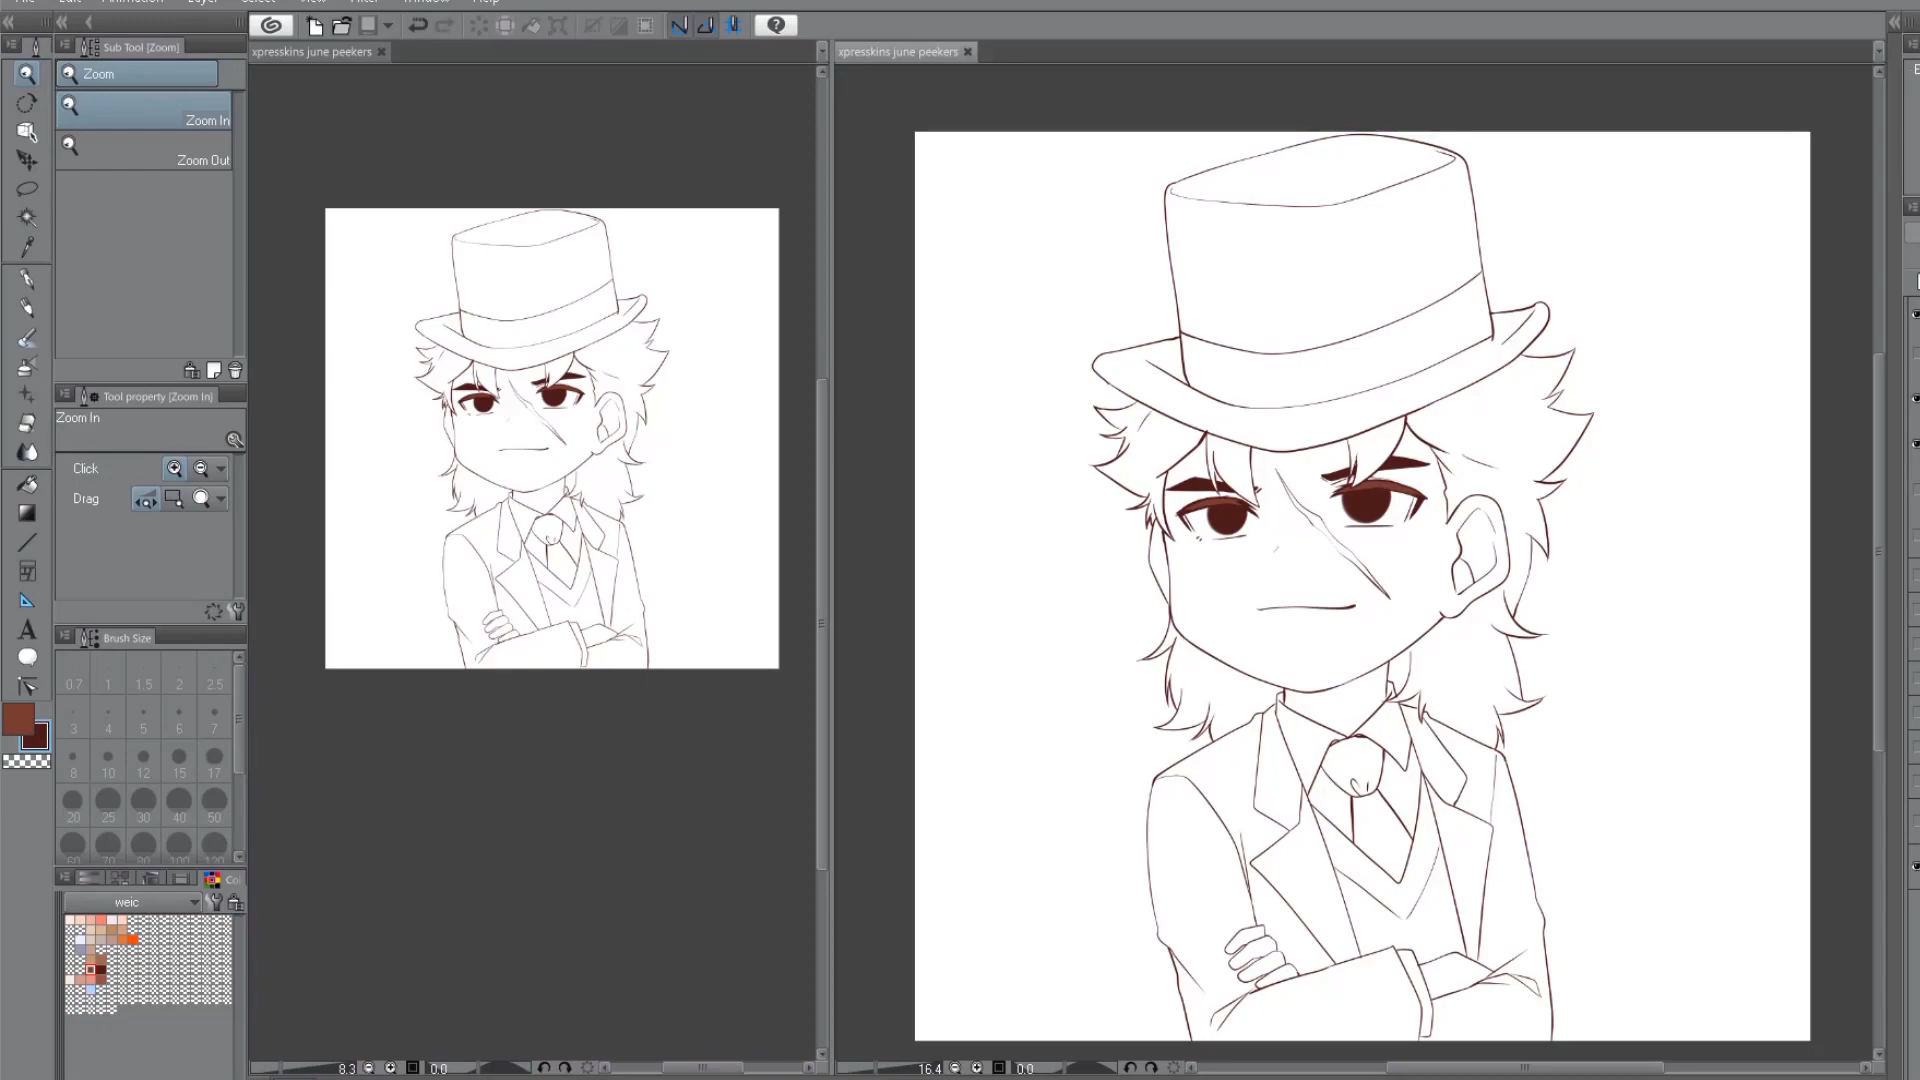 File Edit Animation Layer Select View Filter Window Help
Sub Tool [Zoom]
xpresskins june peekers
xpresskins june peekers
Zoom
Zoom In
Zoom Out
Tool property [Zoom In]
Zoom In
Click
Drag
Brush Size
0.7 1 1.5 2 2.5
3 4 5 6 7
8 10 12 15 17
20 25 30 40 50
60 70 80 100 120
Co
weic
8.3 0.0
16.4 0.0